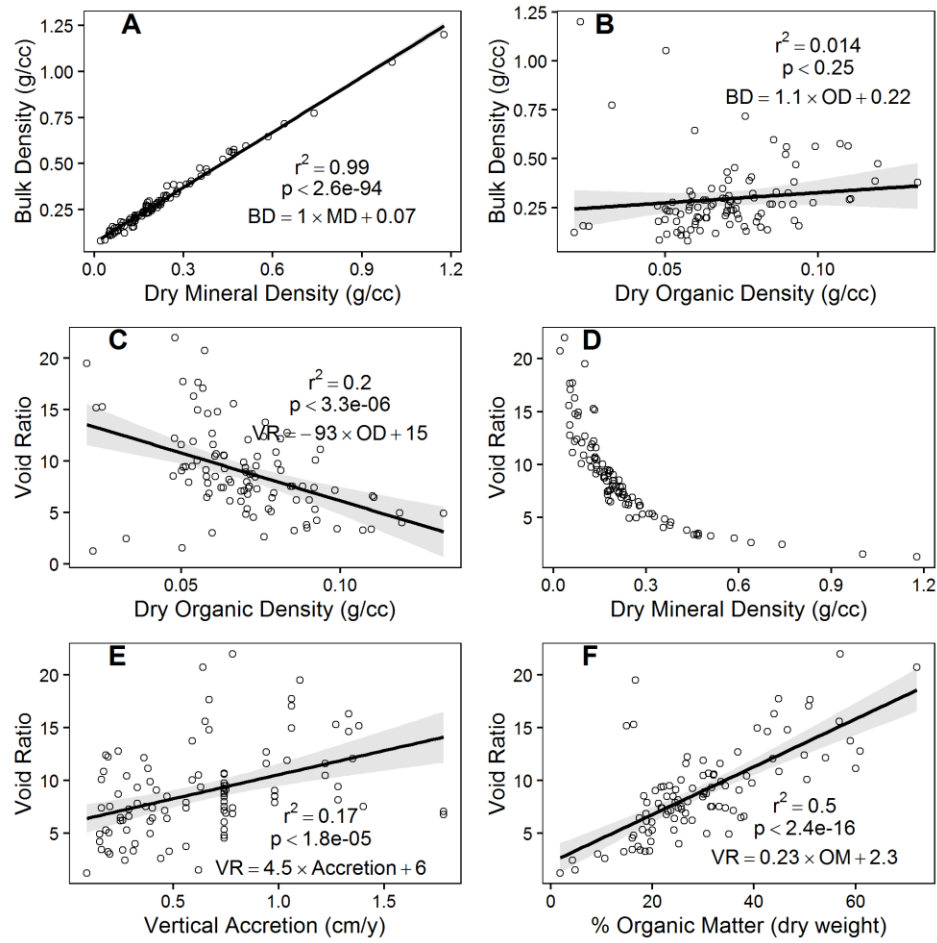 A
1.25
1.00
0.50
0.25
Bulk Density (g/cc)
r² = 0.99
p < 2.6e-94
BD = 1 × MD + 0.07
0.0 0.3 0.6 0.9 1.2
Dry Mineral Density (g/cc)
B
1.25
1.00
0.75
0.50
0.25
Bulk Density (g/cc)
r² = 0.014
p < 0.25
BD = 1.1 × OD + 0.22
0.05 0.10
Dry Organic Density (g/cc)
C
20
15
10
5
0
Void Ratio
r² = 0.2
p < 3.3e-06
VR = −93 × OD + 15
0.05 0.10
Dry Organic Density (g/cc)
D
20
15
10
5
Void Ratio
0.0 0.3 0.6 0.9 1.2
Dry Mineral Density (g/cc)
E
20
15
10
5
Void Ratio
r² = 0.17
p < 1.8e-05
VR = 4.5 × Accretion + 6
0.5 1.0 1.5
Vertical Accretion (cm/y)
F
20
15
10
5
Void Ratio
r² = 0.5
p < 2.4e-16
VR = 0.23 × OM + 2.3
0 20 40 60
% Organic Matter (dry weight)